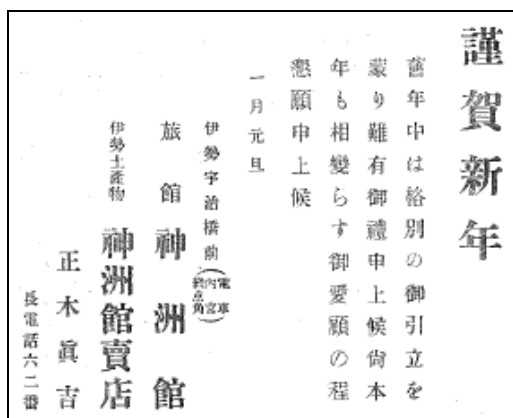 謹賀新年
舊年中は格別の御引立を
蒙り難有御禮申上候尙本
年も相變らす御愛顧の程
懇願申上候
一月元旦
伊勢宇治橋前(電車內宮終点角)
旅館 神洲館
伊勢土產物 神洲館賣店
正木眞吉
長電話六二番